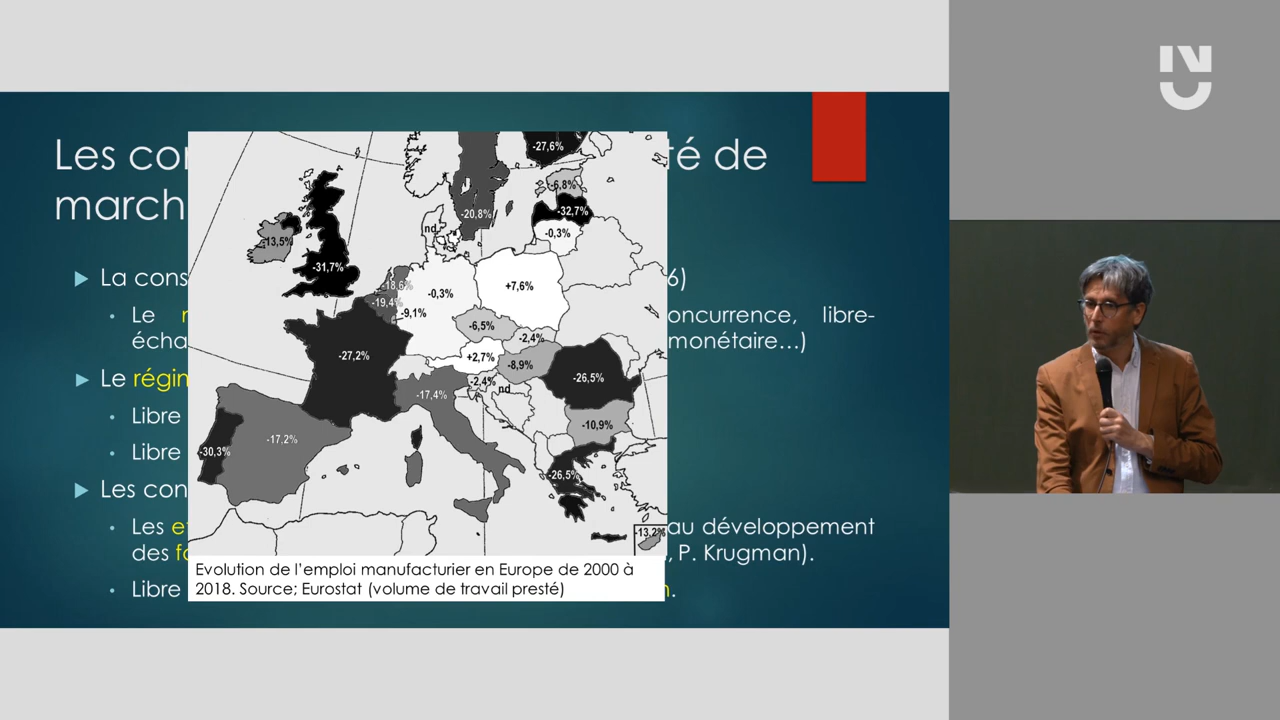 Les con
té de
march
La cons
6)
Le
oncurrence, libre-
écha
monétaire…)
Le régim
Libre
Libre
Les con
Les e
au développement
des fo
, P. Krugman).
Libre
n.
-27,6%
-6,8%
-20,8%
-32,7%
nd
-0,3%
-13,5%
-31,7%
-18,6%
-0,3%
+7,6%
-19,4%
-9,1%
-6,5%
-2,4%
-27,2%
+2,7%
-8,9%
-2,4%
nd
-26,5%
-17,4%
-10,9%
-17,2%
-30,3%
-26,5%
-13,2%
Evolution de l’emploi manufacturier en Europe de 2000 à
2018. Source; Eurostat (volume de travail presté)